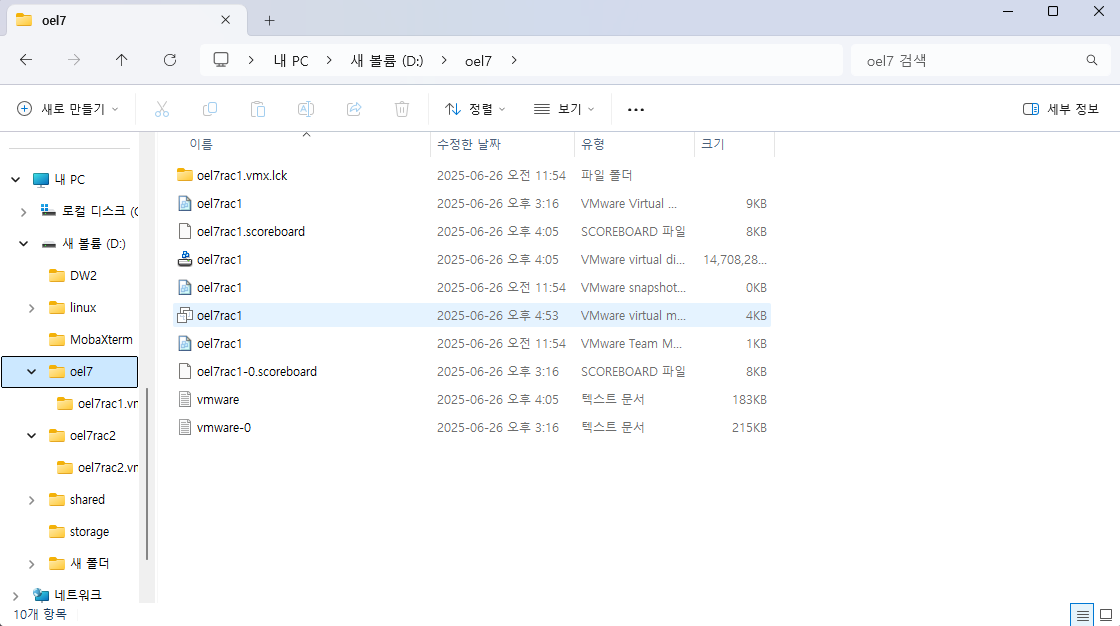 oel7
내 PC
새 볼륨 (D:)
oel7
oel7 검색
새로 만들기
정렬
보기
세부 정보
이름
수정한 날짜
유형
크기
내 PC
로컬 디스크 (C
새 볼륨 (D:)
DW2
linux
MobaXterm
oel7
oel7rac1.vm
oel7rac2
oel7rac2.vm
shared
storage
새 폴더
네트워크
oel7rac1.vmx.lck 2025-06-26 오전 11:54 파일 폴더
oel7rac1 2025-06-26 오후 3:16 VMware Virtual ... 9KB
oel7rac1.scoreboard 2025-06-26 오후 4:05 SCOREBOARD 파일 8KB
oel7rac1 2025-06-26 오후 4:05 VMware virtual di... 14,708,28...
oel7rac1 2025-06-26 오전 11:54 VMware snapshot... 0KB
oel7rac1 2025-06-26 오후 4:53 VMware virtual m... 4KB
oel7rac1 2025-06-26 오전 11:54 VMware Team M... 1KB
oel7rac1-0.scoreboard 2025-06-26 오후 3:16 SCOREBOARD 파일 8KB
vmware 2025-06-26 오후 4:05 텍스트 문서 183KB
vmware-0 2025-06-26 오후 3:16 텍스트 문서 215KB
10개 항목